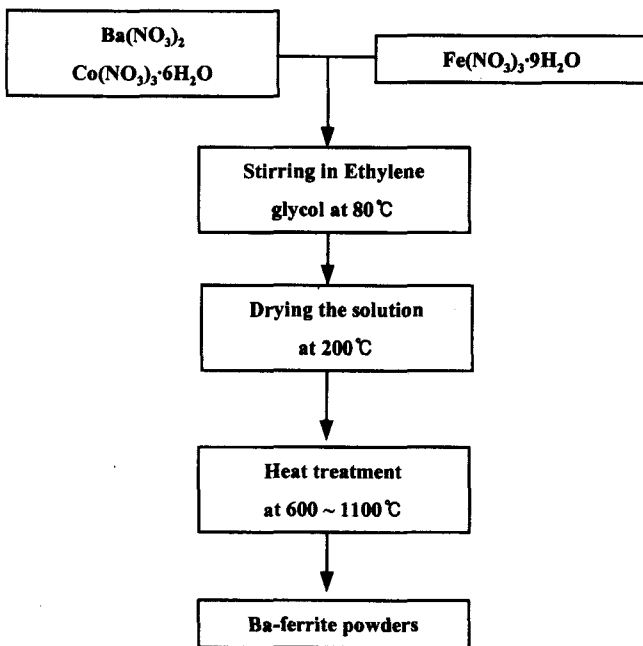 Ba(NO₃)₂
Co(NO₃)₃·6H₂O
Fe(NO₃)₃·9H₂O
Stirring in Ethylene
glycol at 80℃
Drying the solution
at 200℃
Heat treatment
at 600 ~ 1100℃
Ba-ferrite powders